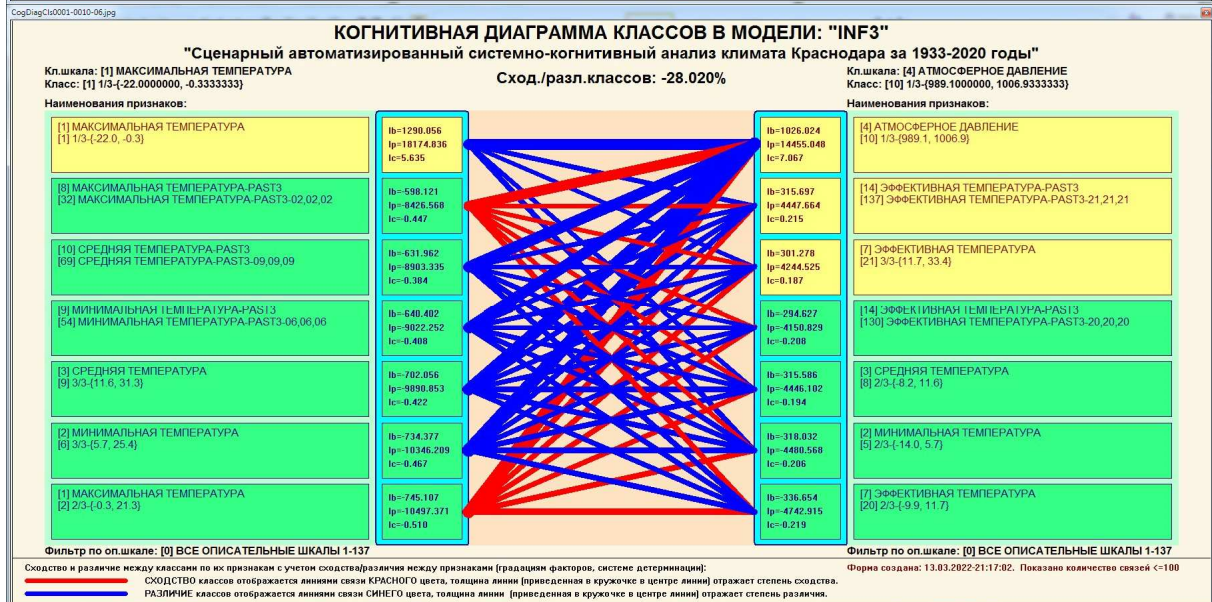 CogDiagCls0001-0010-06.jpg
КОГНИТИВНАЯ ДИАГРАММА КЛАССОВ В МОДЕЛИ: "INF3"
"Сценарный автоматизированный системно-когнитивный анализ климата Краснодара за 1933-2020 годы"
Кл.шкала: [1] МАКСИМАЛЬНАЯ ТЕМПЕРАТУРА
Класс: [1] 1/3-{-22.0000000, -0.3333333}
Сход./разл.классов: -28.020%
Кл.шкала: [4] АТМОСФЕРНОЕ ДАВЛЕНИЕ
Класс: [10] 1/3-{989.1000000, 1006.9333333}
Наименования признаков:
Наименования признаков:
[1] МАКСИМАЛЬНАЯ ТЕМПЕРАТУРА
[1] 1/3-{-22.0, -0.3}
Ib=1290.056
Ip=18174.836
Ic=5.635
Ib=1026.024
Ip=14455.048
Ic=7.067
[4] АТМОСФЕРНОЕ ДАВЛЕНИЕ
[10] 1/3-{989.1, 1006.9}
[8] МАКСИМАЛЬНАЯ ТЕМПЕРАТУРА-PAST3
[32] МАКСИМАЛЬНАЯ ТЕМПЕРАТУРА-PAST3-02,02,02
Ib=-598.121
Ip=-8426.568
Ic=-0.447
Ib=315.697
Ip=4447.664
Ic=0.215
[14] ЭФФЕКТИВНАЯ ТЕМПЕРАТУРА-PAST3
[137] ЭФФЕКТИВНАЯ ТЕМПЕРАТУРА-PAST3-21,21,21
[10] СРЕДНЯЯ ТЕМПЕРАТУРА-PAST3
[69] СРЕДНЯЯ ТЕМПЕРАТУРА-PAST3-09,09,09
Ib=-631.962
Ip=-8903.335
Ic=-0.384
Ib=301.278
Ip=4244.525
Ic=0.187
[7] ЭФФЕКТИВНАЯ ТЕМПЕРАТУРА
[21] 3/3-{11.7, 33.4}
[9] МИНИМАЛЬНАЯ ТЕМПЕРАТУРА-PAST3
[54] МИНИМАЛЬНАЯ ТЕМПЕРАТУРА-PAST3-06,06,06
Ib=-640.402
Ip=-9022.252
Ic=-0.408
Ib=-294.627
Ip=-4150.829
Ic=-0.208
[14] ЭФФЕКТИВНАЯ ТЕМПЕРАТУРА-PAST3
[130] ЭФФЕКТИВНАЯ ТЕМПЕРАТУРА-PAST3-20,20,20
[3] СРЕДНЯЯ ТЕМПЕРАТУРА
[9] 3/3-{11.6, 31.3}
Ib=-702.056
Ip=-9890.853
Ic=-0.422
Ib=-315.586
Ip=-4446.102
Ic=-0.194
[3] СРЕДНЯЯ ТЕМПЕРАТУРА
[8] 2/3-{-8.2, 11.6}
[2] МИНИМАЛЬНАЯ ТЕМПЕРАТУРА
[6] 3/3-{5.7, 25.4}
Ib=-734.377
Ip=-10346.209
Ic=-0.467
Ib=-318.032
Ip=-4480.568
Ic=-0.206
[2] МИНИМАЛЬНАЯ ТЕМПЕРАТУРА
[5] 2/3-{-14.0, 5.7}
[1] МАКСИМАЛЬНАЯ ТЕМПЕРАТУРА
[2] 2/3-{-0.3, 21.3}
Ib=-745.107
Ip=-10497.371
Ic=-0.510
Ib=-336.654
Ip=-4742.915
Ic=-0.219
[7] ЭФФЕКТИВНАЯ ТЕМПЕРАТУРА
[20] 2/3-{-9.9, 11.7}
Фильтр по оп.шкале: [0] ВСЕ ОПИСАТЕЛЬНЫЕ ШКАЛЫ 1-137
Фильтр по оп.шкале: [0] ВСЕ ОПИСАТЕЛЬНЫЕ ШКАЛЫ 1-137
Сходство и различие между классами по их признакам с учетом сходства/различия между признаками (градациям факторов, системе детерминации):
Форма создана: 13.03.2022-21:17:02. Показано количество связей <=100
СХОДСТВО классов отображается линиями связи КРАСНОГО цвета, толщина линии (приведенная в кружочке в центре линии) отражает степень сходства.
РАЗЛИЧИЕ классов отображается линиями связи СИНЕГО цвета, толщина линии (приведенная в кружочке в центре линии) отражает степень различия.